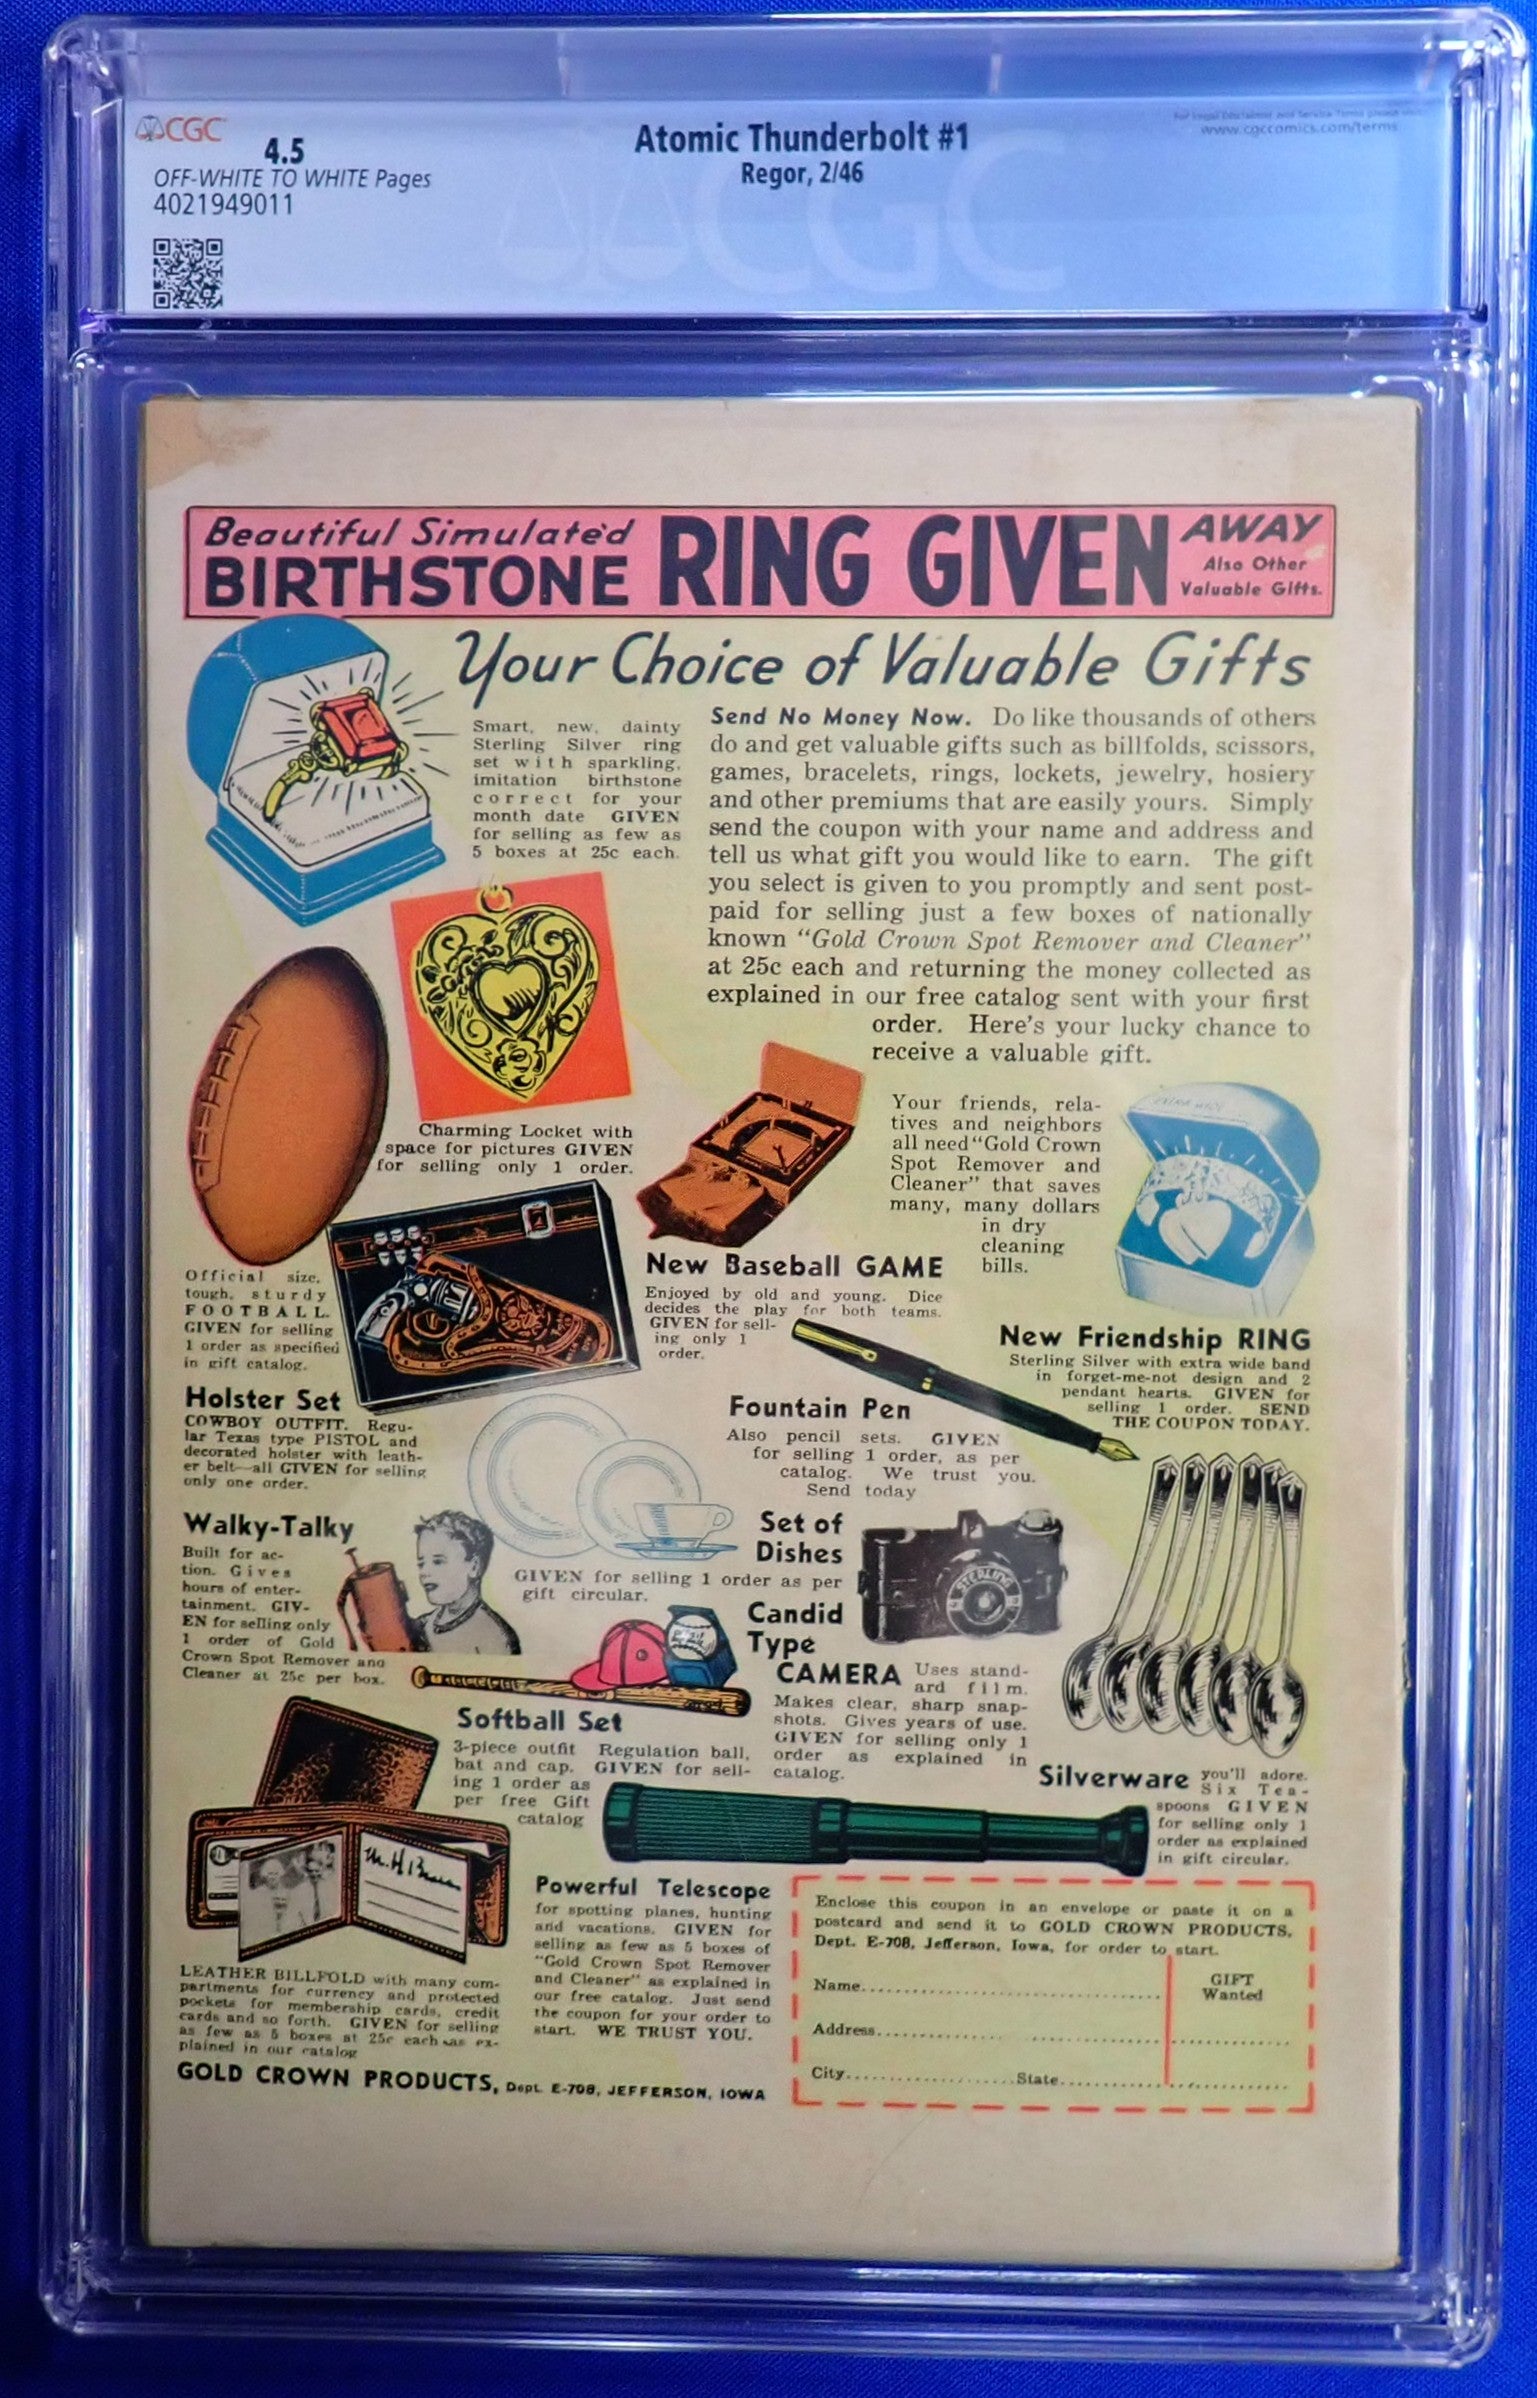 CGC
4.5
OFF-WHITE TO WHITE Pages
4021949011
Atomic Thunderbolt #1
Regor, 2/46
www.cgccomics.com/terms
Beautiful Simulated
BIRTHSTONE
RING GIVEN
AWAY
Also Other
Valuable Gifts.
Your Choice of Valuable Gifts
Smart, new, dainty
Sterling Silver ring
set with sparkling,
imitation birthstone
correct for your
month date GIVEN
for selling as few as
5 boxes at 25c each.
Send No Money Now. Do like thousands of others
do and get valuable gifts such as billfolds, scissors,
games, bracelets, rings, lockets, jewelry, hosiery
and other premiums that are easily yours. Simply
send the coupon with your name and address and
tell us what gift you would like to earn. The gift
you select is given to you promptly and sent post-
paid for selling just a few boxes of nationally
known "Gold Crown Spot Remover and Cleaner"
at 25c each and returning the money collected as
explained in our free catalog sent with your first
order. Here's your lucky chance to
receive a valuable gift.
Charming Locket with
space for pictures GIVEN
for selling only 1 order.
Your friends, rela-
tives and neighbors
all need "Gold Crown
Spot Remover and
Cleaner" that saves
many, many dollars
in dry
cleaning
bills.
Official size,
tough, sturdy
FOOTBALL.
GIVEN for selling
1 order as specified
in gift catalog.
New Baseball GAME
Enjoyed by old and young. Dice
decides the play for both teams.
GIVEN for sell-
ing only 1
order.
New Friendship RING
Sterling Silver with extra wide band
in forget-me-not design and 2
pendant hearts. GIVEN for
selling 1 order. SEND
THE COUPON TODAY.
Holster Set
COWBOY OUTFIT. Regu-
lar Texas type PISTOL and
decorated holster with leath-
er belt—all GIVEN for selling
only one order.
Fountain Pen
Also pencil sets. GIVEN
for selling 1 order, as per
catalog. We trust you.
Send today
Walky-Talky
Built for ac-
tion. Gives
hours of enter-
tainment. GIV-
EN for selling only
1 order of Gold
Crown Spot Remover and
Cleaner at 25c per box.
Set of
Dishes
GIVEN for selling 1 order as per
gift circular.
STERLING
Candid
Type
CAMERA Uses stand-
ard film.
Makes clear, sharp snap-
shots. Gives years of use.
GIVEN for selling only 1
order as explained in
catalog.
Softball Set
3-piece outfit Regulation ball,
bat and cap. GIVEN for sell-
ing 1 order as
per free Gift
catalog
Silverware you'll adore.
Six Tea-
spoons GIVEN
for selling only 1
order as explained
in gift circular.
LEATHER BILLFOLD with many com-
partments for currency and protected
pockets for membership cards, credit
cards and so forth. GIVEN for selling
as few as 5 boxes at 25c each as ex-
plained in our catalog
Powerful Telescope
for spotting planes, hunting
and vacations. GIVEN for
selling as few as 5 boxes of
"Gold Crown Spot Remover
and Cleaner" as explained in
our free catalog. Just send
the coupon for your order to
start. WE TRUST YOU.
GOLD CROWN PRODUCTS, Dept. E-708, JEFFERSON, IOWA
Enclose this coupon in an envelope or paste it on a
postcard and send it to GOLD CROWN PRODUCTS,
Dept. E-708, Jefferson, Iowa, for order to start.
Name
GIFT
Wanted
Address
City State